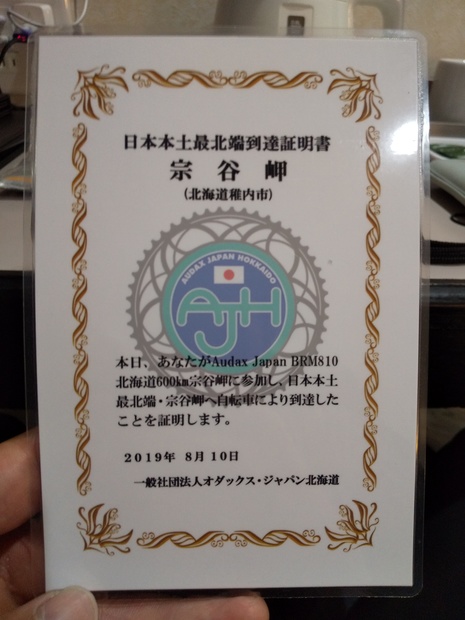 日本本土最北端到達証明書
宗谷岬
(北海道稚内市)
AUDAX JAPAN HOKKAIDO
AJH
本日、あなたがAudax Japan BRM810
北海道600km宗谷岬に参加し、日本本土
最北端・宗谷岬へ自転車により到達した
ことを証明します。
2019年 8月10日
一般社団法人オダックス・ジャパン北海道